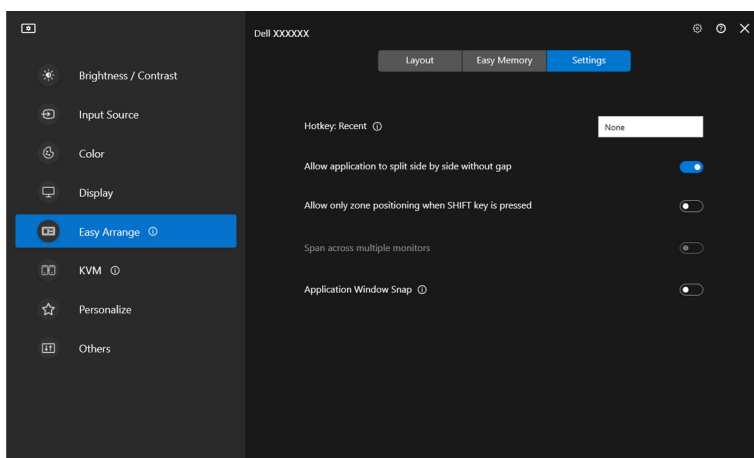 Dell XXXXXX
Brightness / Contrast
Input Source
Color
Display
Easy Arrange
KVM
Personalize
Others
Layout
Easy Memory
Settings
Hotkey: Recent
None
Allow application to split side by side without gap
Allow only zone positioning when SHIFT key is pressed
Span across multiple monitors
Application Window Snap